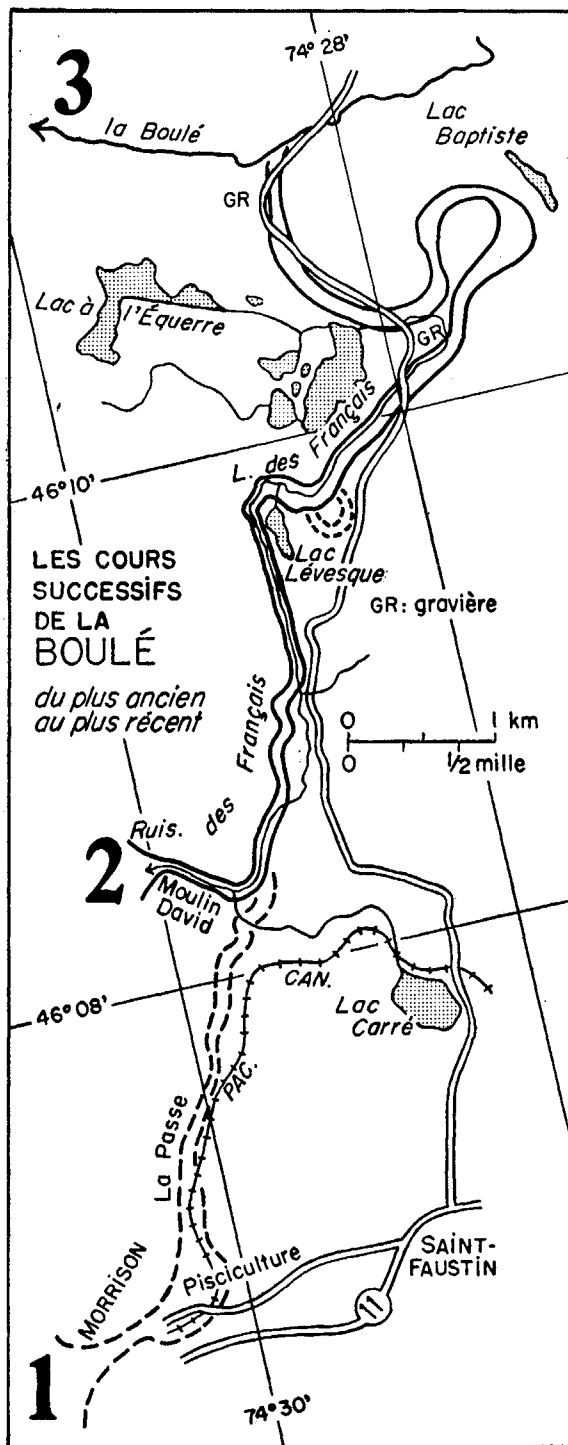 74° 28'
3
la Boulé
Lac
Baptiste
GR
Lac à
l'Équerre
GR
L. des Français
46° 10'
Lac
Lévesque
LES COURS
SUCCESSIFS
DE LA
BOULÉ
du plus ancien
au plus récent
GR: gravière
0 1 km
0 1/2 mille
Ruis. des Français
2
Moulin
David
CAN.
PAC.
Lac
Carré
46° 08'
La Passe
MORRISON
Pisciculture
SAINT-
FAUSTIN
11
1
74° 30'